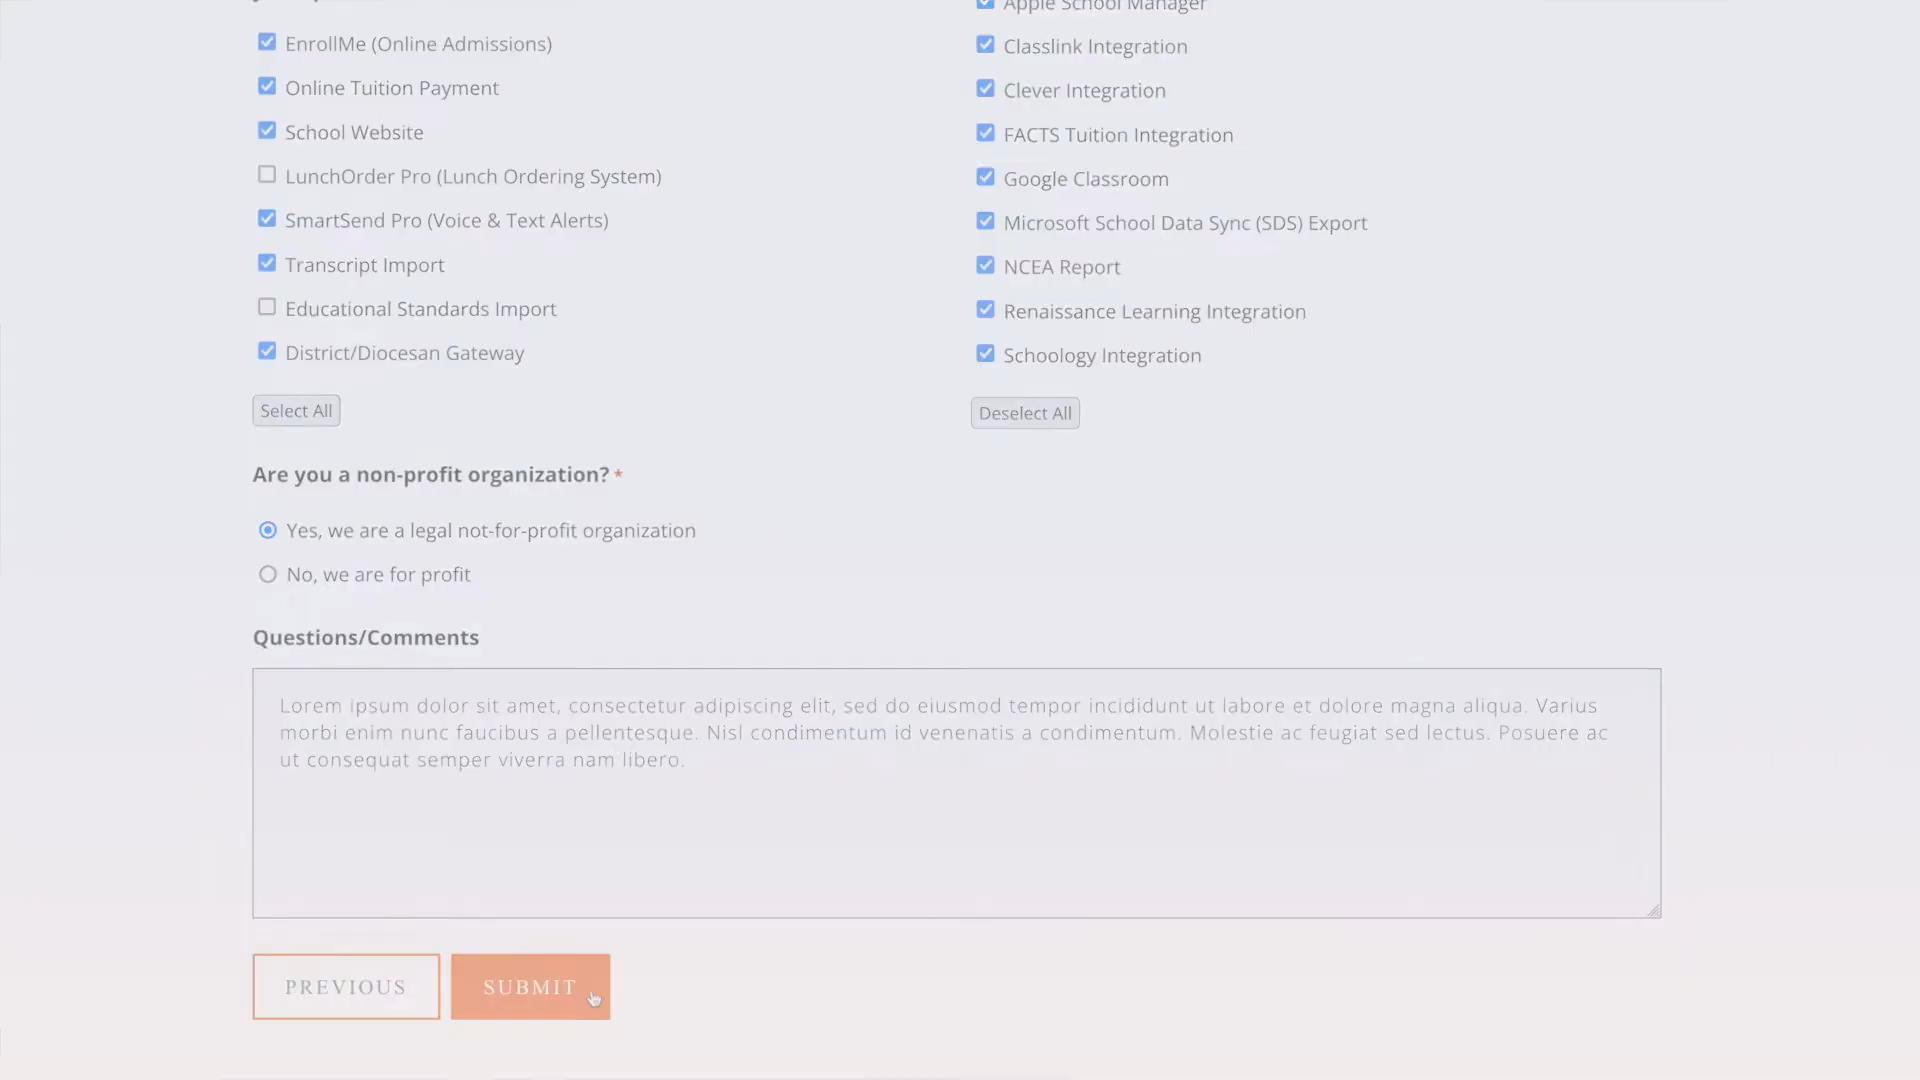 EnrollMe (Online Admissions)
Online Tuition Payment
School Website
LunchOrder Pro (Lunch Ordering System)
SmartSend Pro (Voice & Text Alerts)
Transcript Import
Educational Standards Import
District/Diocesan Gateway
Select All
Apple School Manager
Classlink Integration
Clever Integration
FACTS Tuition Integration
Google Classroom
Microsoft School Data Sync (SDS) Export
NCEA Report
Renaissance Learning Integration
Schoology Integration
Deselect All
Are you a non-profit organization? *
Yes, we are a legal not-for-profit organization
No, we are for profit
Questions/Comments
Lorem ipsum dolor sit amet, consectetur adipiscing elit, sed do eiusmod tempor incididunt ut labore et dolore magna aliqua. Varius
morbi enim nunc faucibus a pellentesque. Nisl condimentum id venenatis a condimentum. Molestie ac feugiat sed lectus. Posuere ac
ut consequat semper viverra nam libero.
PREVIOUS
SUBMIT